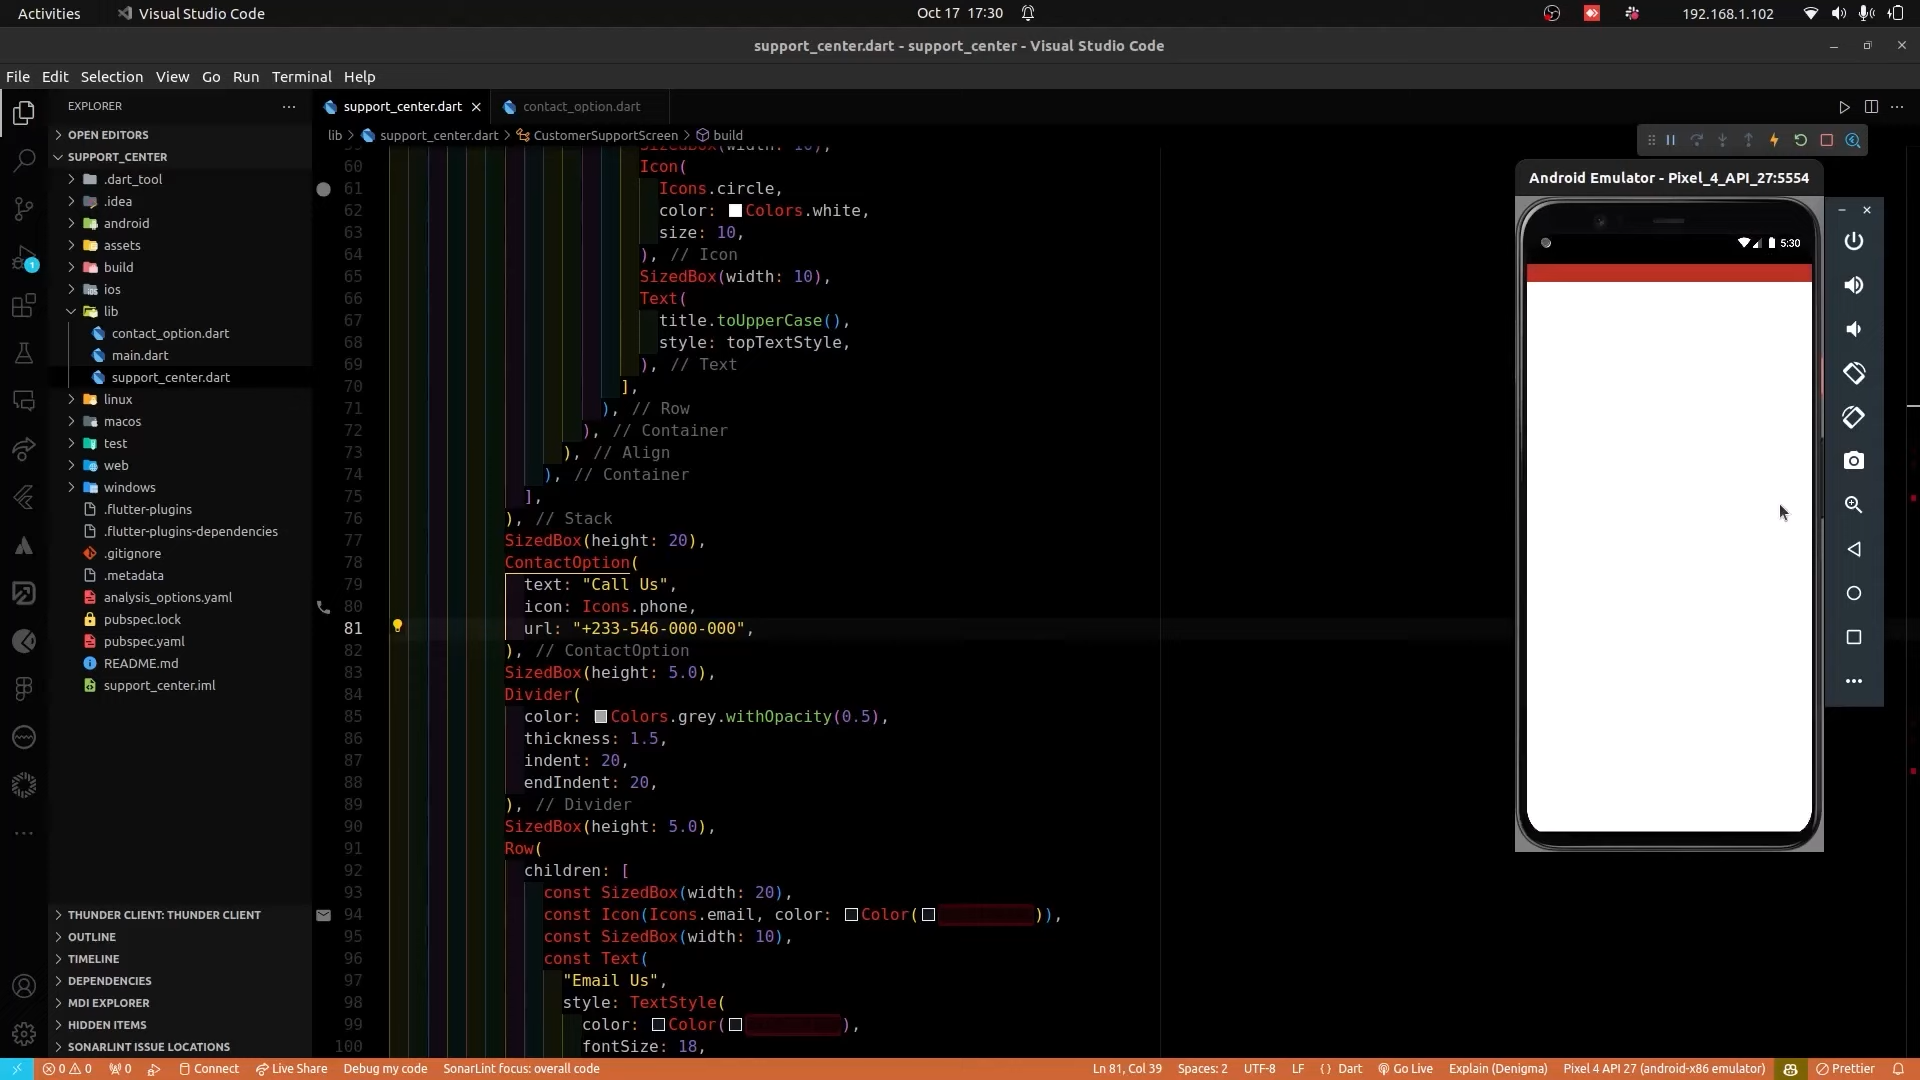 Activities
Visual Studio Code
Oct 17 17:30
192.168.1.102
support_center.dart - support_center - Visual Studio Code
File Edit Selection View Go Run Terminal Help
EXPLORER
support_center.dart
contact_option.dart
lib > support_center.dart > CustomerSupportScreen > build
OPEN EDITORS
SUPPORT_CENTER
.dart_tool
.idea
android
assets
build
ios
lib
contact_option.dart
main.dart
support_center.dart
linux
macos
test
web
windows
.flutter-plugins
.flutter-plugins-dependencies
.gitignore
.metadata
analysis_options.yaml
pubspec.lock
pubspec.yaml
README.md
support_center.iml
THUNDER CLIENT: THUNDER CLIENT
OUTLINE
TIMELINE
DEPENDENCIES
MDI EXPLORER
HIDDEN ITEMS
SONARLINT ISSUE LOCATIONS
1
60 Icon(
61 Icons.circle,
62 color: Colors.white,
63 size: 10,
64 ), // Icon
65 SizedBox(width: 10),
66 Text(
67 title.toUpperCase(),
68 style: topTextStyle,
69 ), // Text
70 ],
71 ), // Row
72 ), // Container
73 ), // Align
74 ), // Container
75 ],
76 ), // Stack
77 SizedBox(height: 20),
78 ContactOption(
79 text: "Call Us",
80 icon: Icons.phone,
81 url: "+233-546-000-000",
82 ), // ContactOption
83 SizedBox(height: 5.0),
84 Divider(
85 color: Colors.grey.withOpacity(0.5),
86 thickness: 1.5,
87 indent: 20,
88 endIndent: 20,
89 ), // Divider
90 SizedBox(height: 5.0),
91 Row(
92 children: [
93 const SizedBox(width: 20),
94 const Icon(Icons.email, color: Color( )),
95 const SizedBox(width: 10),
96 const Text(
97 "Email Us",
98 style: TextStyle(
99 color: Color( ),
100 fontSize: 18,
Android Emulator - Pixel_4_API_27:5554
5:30
0 0 0 Connect Live Share Debug my code SonarLint focus: overall code
Ln 81, Col 39 Spaces: 2 UTF-8 LF {} Dart Go Live Explain (Denigma) Pixel 4 API 27 (android-x86 emulator) Prettier